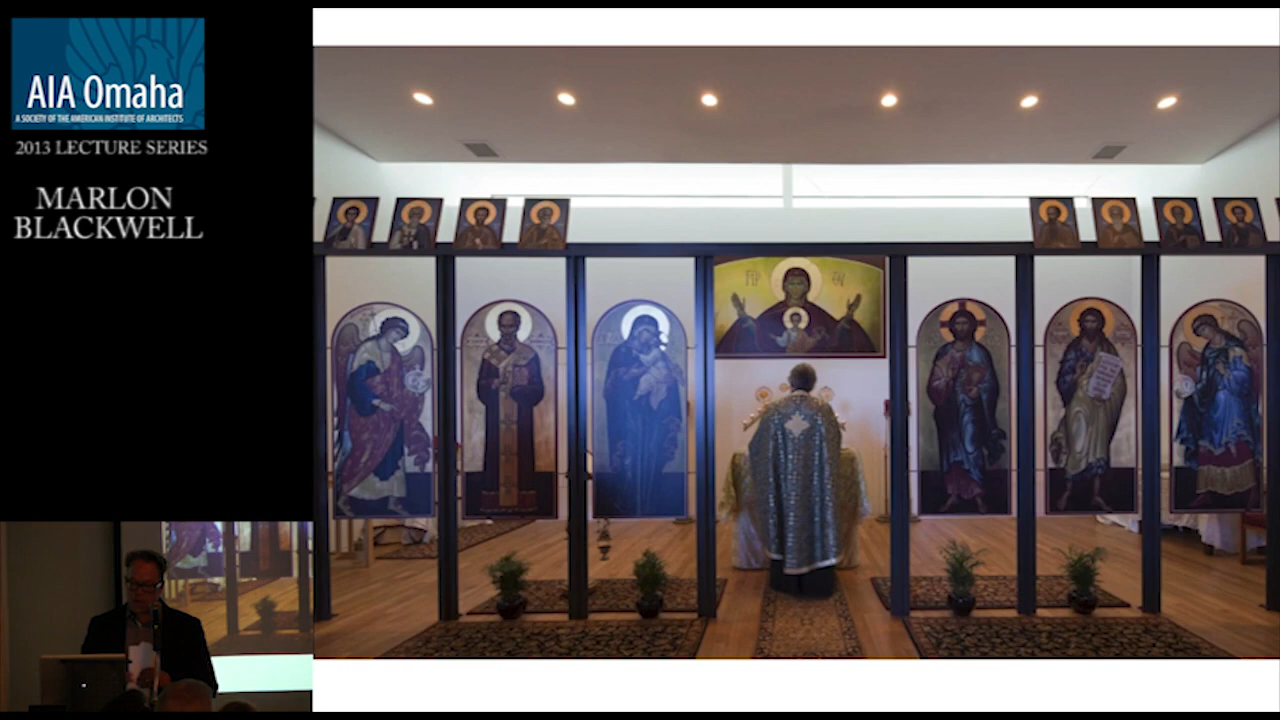 AIA Omaha
A SOCIETY OF THE AMERICAN INSTITUTE OF ARCHITECTS
2013 LECTURE SERIES
MARLON
BLACKWELL